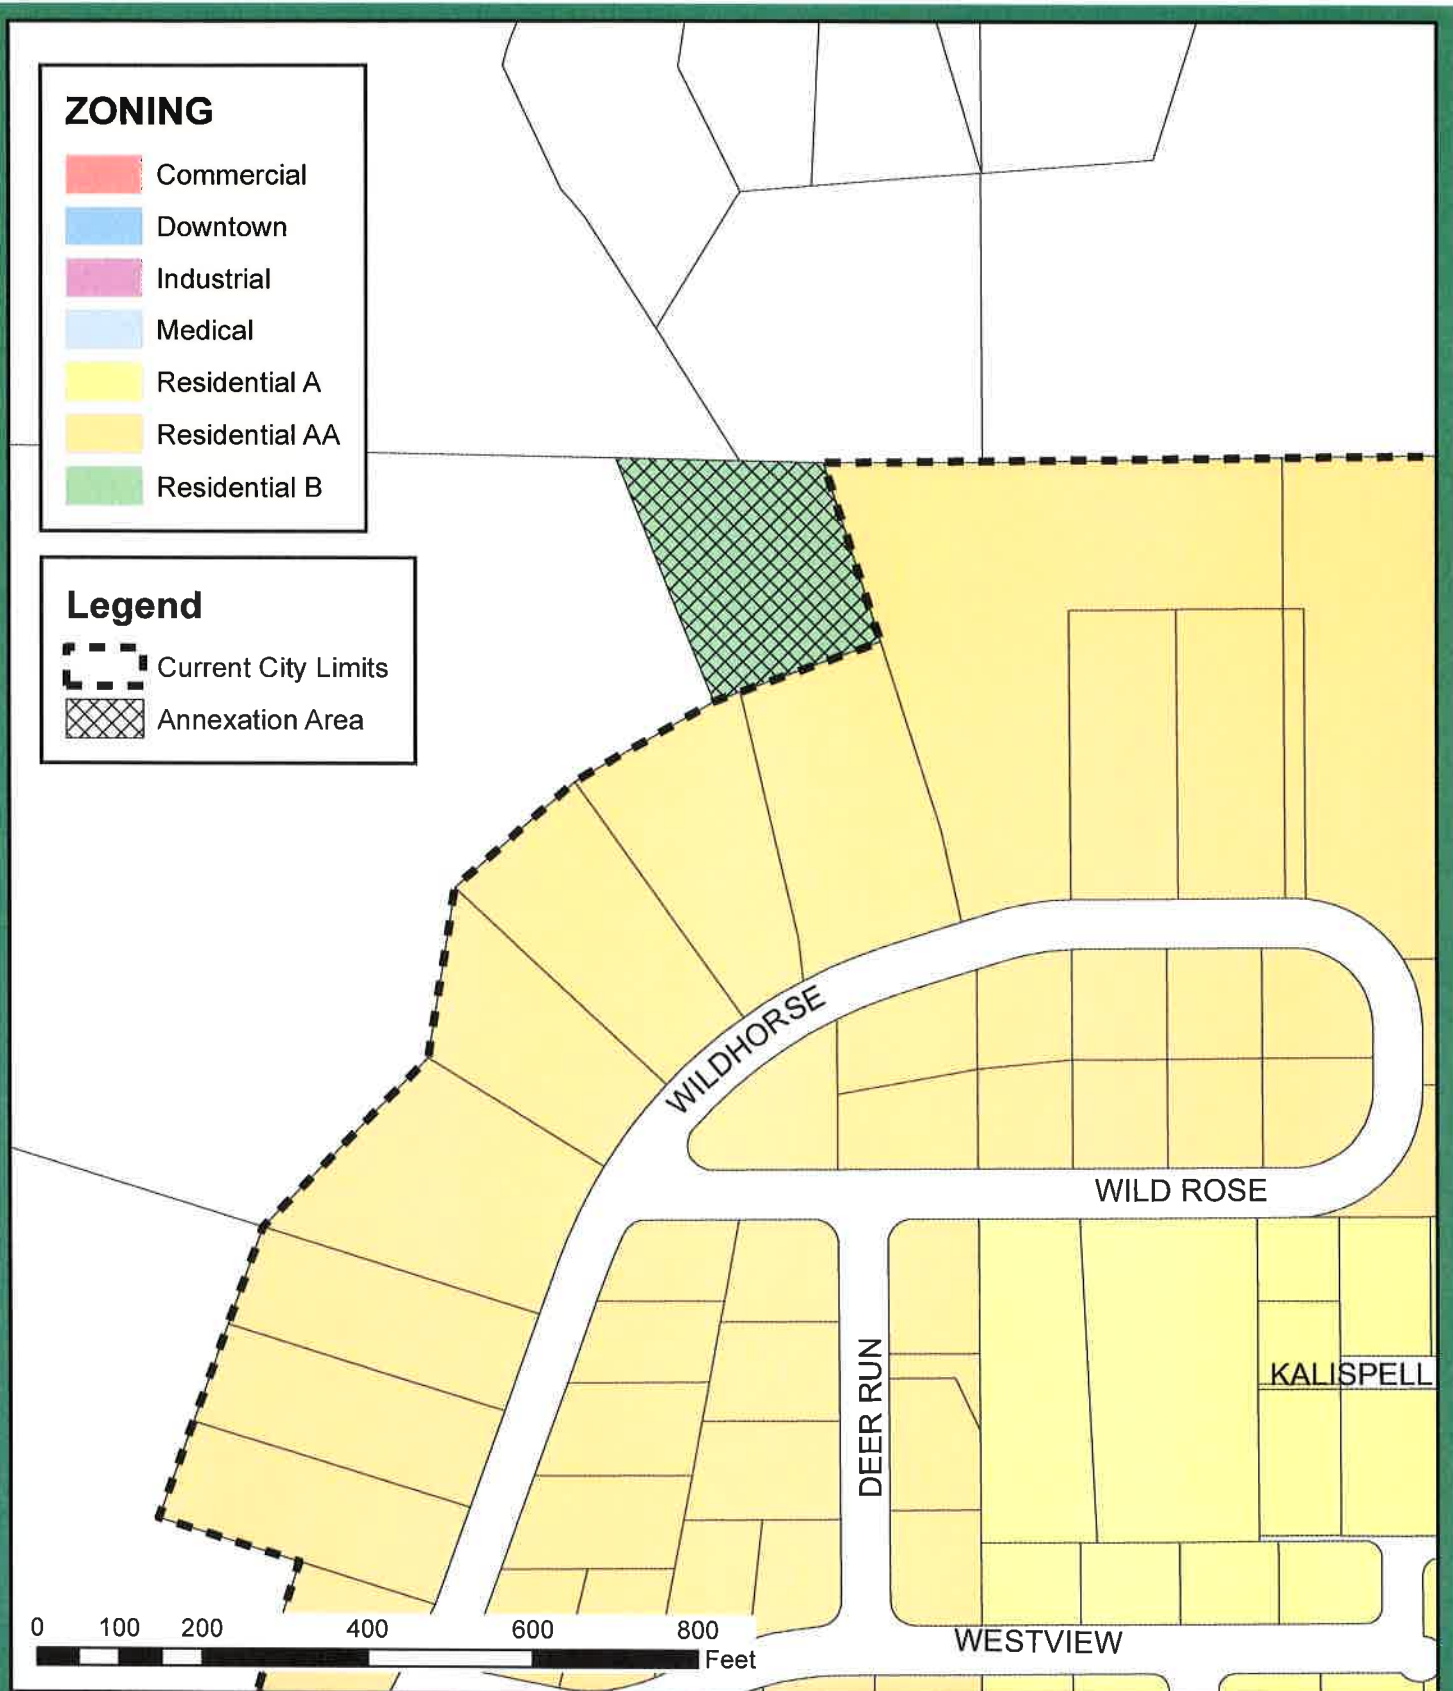 ZONING
Commercial
Downtown
Industrial
Medical
Residential A
Residential AA
Residential B
Legend
Current City Limits
Annexation Area
WILDHORSE
WILD ROSE
DEER RUN
KALISPELL
WESTVIEW
0 100 200 400 600 800
Feet